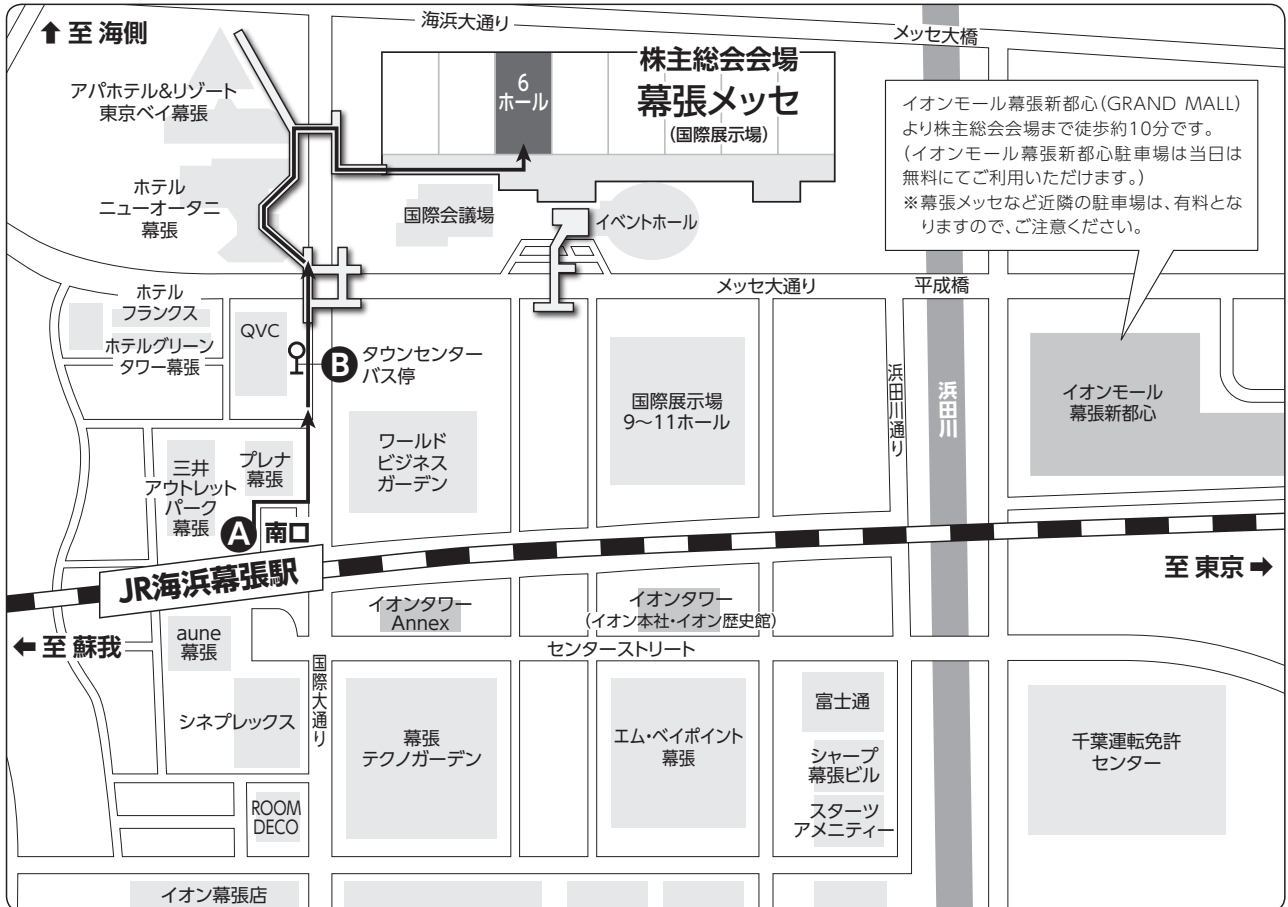 ↑ 至 海側
海浜大通り
メッセ大橋
アパホテル&リゾート
東京ベイ幕張
6
ホール
株主総会会場
幕張メッセ
(国際展示場)
イオンモール幕張新都心(GRAND MALL)
より株主総会会場まで徒歩約10分です。
(イオンモール幕張新都心駐車場は当日は
無料にてご利用いただけます。)
※幕張メッセなど近隣の駐車場は、有料とな
りますので、ご注意ください。
ホテル
ニューオータニ
幕張
国際会議場
イベントホール
メッセ大通り
平成橋
ホテル
フランクス
ホテルグリーン
タワー幕張
QVC
B
タウンセンター
バス停
国際展示場
9〜11ホール
浜田川通り
浜田川
イオンモール
幕張新都心
ワールド
ビジネス
ガーデン
三井
アウトレット
パーク
幕張
プレナ
幕張
A 南口
JR海浜幕張駅
至 東京 →
← 至 蘇我
イオンタワー
Annex
イオンタワー
(イオン本社・イオン歴史館)
センターストリート
aune
幕張
国際大通り
シネプレックス
幕張
テクノガーデン
エム・ベイポイント
幕張
富士通
シャープ
幕張ビル
スターツ
アメニティー
千葉運転免許
センター
ROOM
DECO
イオン幕張店